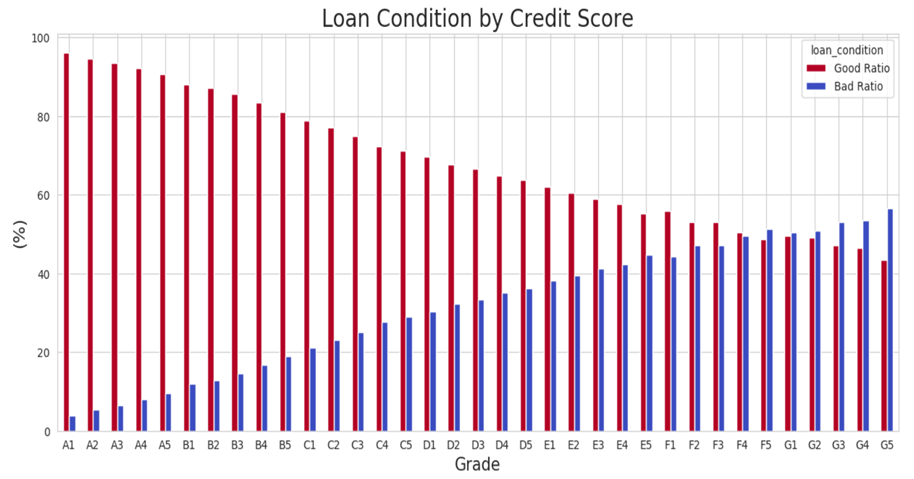 Loan Condition by Credit Score
loan_condition
Good Ratio
Bad Ratio
(%)
100
80
60
40
20
0
A1 A2 A3 A4 A5 B1 B2 B3 B4 B5 C1 C2 C3 C4 C5 D1 D2 D3 D4 D5 E1 E2 E3 E4 E5 F1 F2 F3 F4 F5 G1 G2 G3 G4 G5
Grade